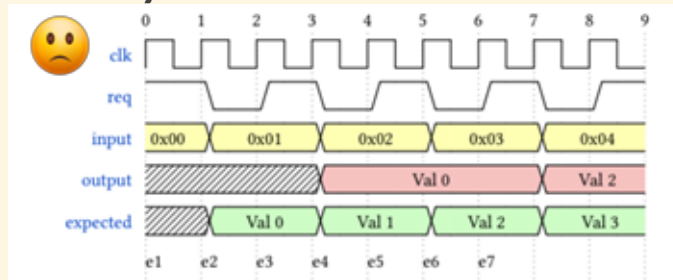 0 1 2 3 4 5 6 7 8 9
clk
req
input 0x00 0x01 0x02 0x03 0x04
output Val 0 Val 2
expected Val 0 Val 1 Val 2 Val 3
e1 e2 e3 e4 e5 e6 e7